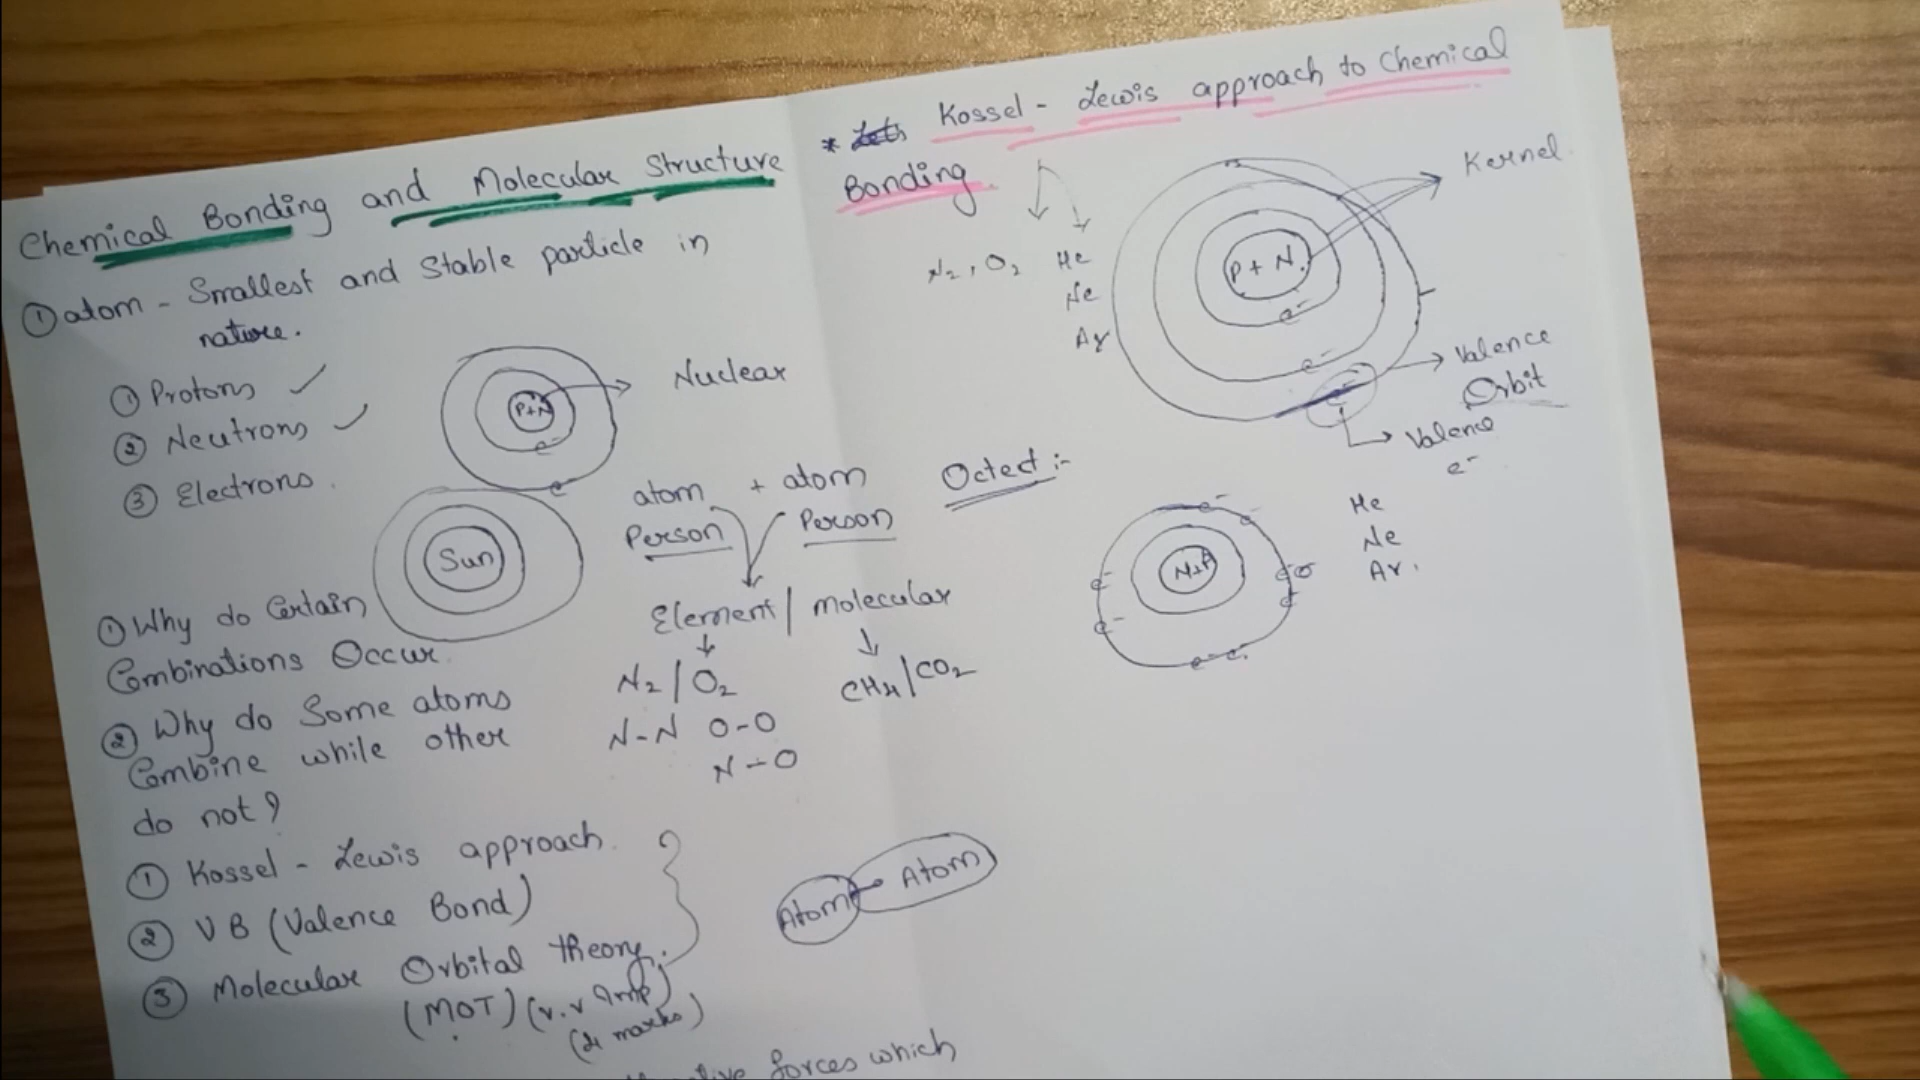 Chemical Bonding and Molecular Structure
① atom - Smallest and Stable particle in
nature.
① Protons ✓
② Neutrons ✓
③ Electrons.
P+N
e-
e-
Nuclear
Sun
atom + atom
Person Person
Element / molecular
N2 / O2
CH4 / CO2
N-N O-O
N-O
① Why do Certain
Combinations Occur.
② Why do Some atoms
Combine while other
do not?
① Kossel - Lewis approach.
② VB (Valence Bond)
③ Molecular Orbital theory.
(MOT) (v.v Imp)
Atom Atom
forces which
* Kossel - Lewis approach to Chemical
Bonding
N2, O2 He
Ne
Ar
P + N.
e-
e-
Kernel
Valence
Orbit
Valence
e-
Octect :-
e-
e-
e-
e-
e- e.
He
Ne
Ar.